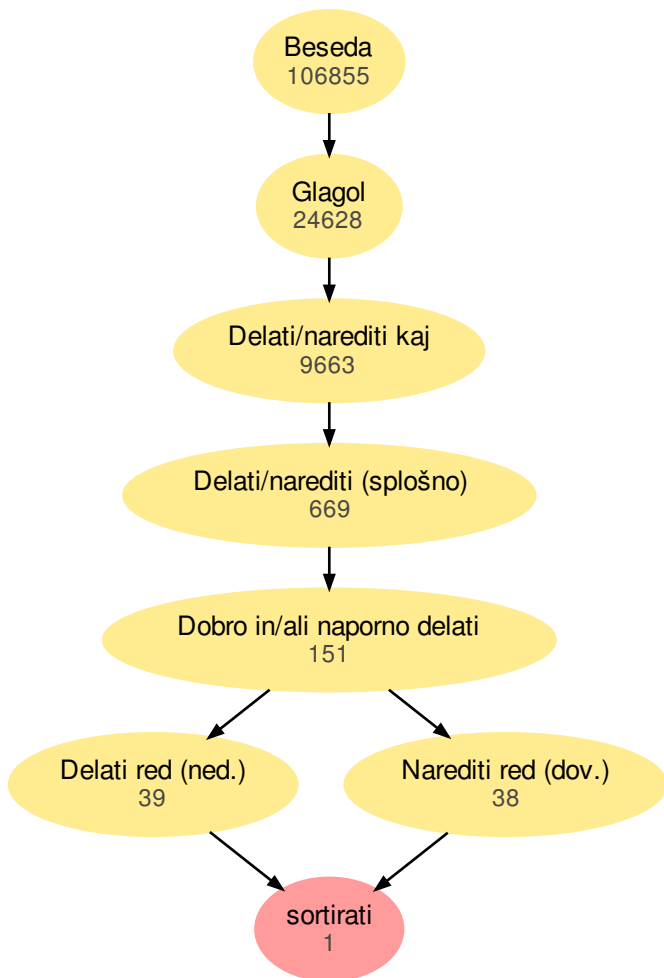 Beseda
106855
Glagol
24628
Delati/narediti kaj
9663
Delati/narediti (splošno)
669
Dobro in/ali naporno delati
151
Delati red (ned.)
39
Narediti red (dov.)
38
sortirati
1